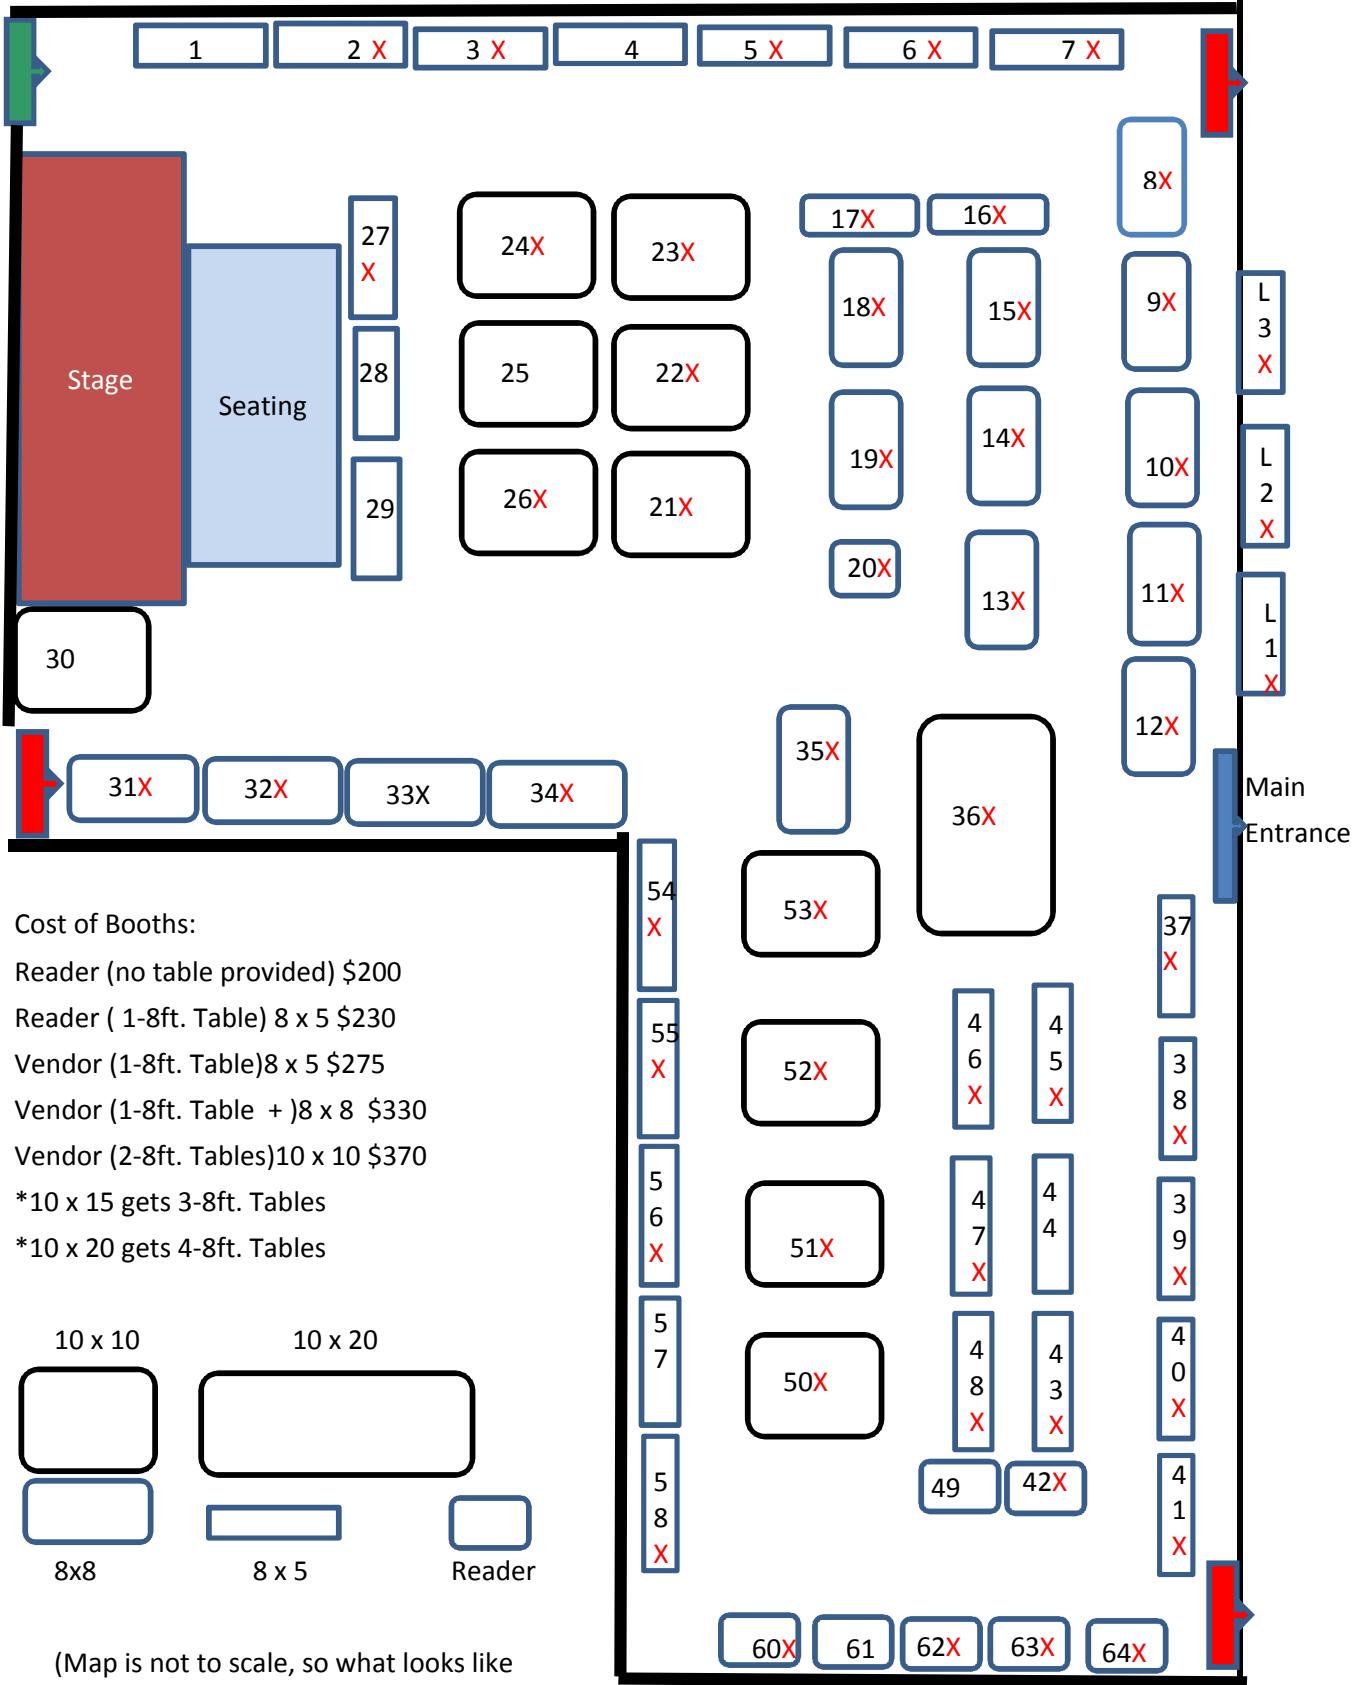 1
2 X
3 X
4
5 X
6 X
7 X
8X
27
X
24X
23X
17X
16X
18X
15X
9X
L
3
X
Stage
Seating
28
25
22X
19X
14X
10X
L
2
X
29
26X
21X
20X
13X
11X
L
1
X
30
12X
31X
32X
33X
34X
35X
36X
Main
Entrance
54
X
53X
37
X
Cost of Booths:
Reader (no table provided) $200
Reader ( 1-8ft. Table) 8 x 5 $230
Vendor (1-8ft. Table)8 x 5 $275
Vendor (1-8ft. Table + )8 x 8 $330
Vendor (2-8ft. Tables)10 x 10 $370
*10 x 15 gets 3-8ft. Tables
*10 x 20 gets 4-8ft. Tables
55
X
52X
4
6
X
4
5
X
3
8
X
5
6
X
51X
4
7
X
4
4
3
9
X
5
7
50X
4
8
X
4
3
X
4
0
X
5
8
X
49
42X
4
1
X
10 x 10
10 x 20
8x8
8 x 5
Reader
60X
61
62X
63X
64X
(Map is not to scale, so what looks like